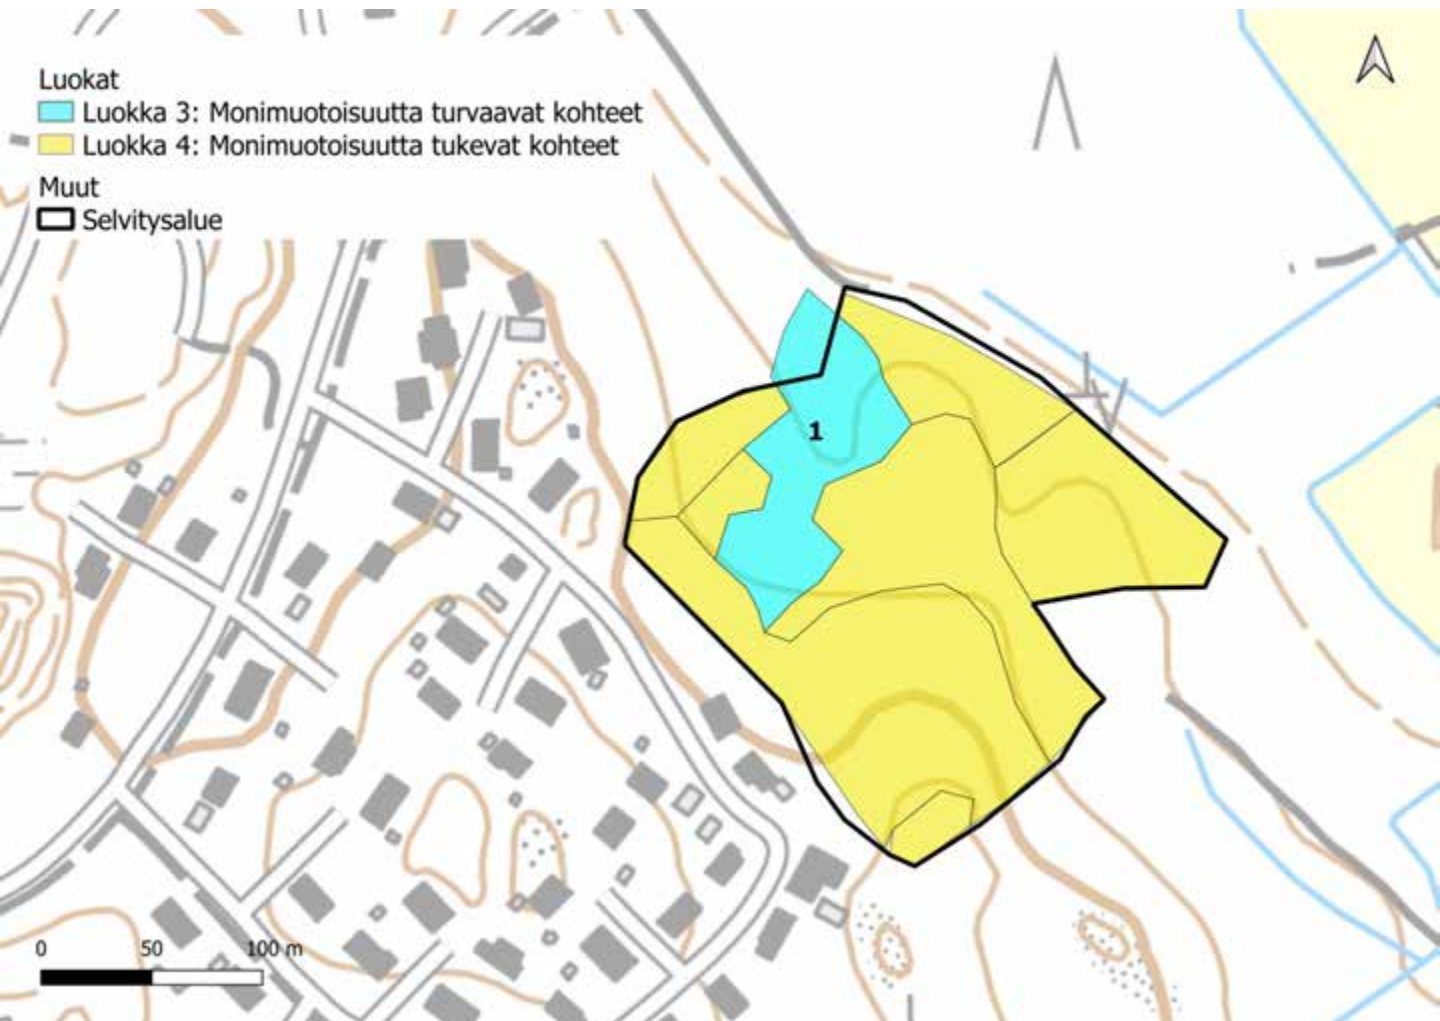 Luokat
Luokka 3: Monimuotoisuutta turvaavat kohteet
Luokka 4: Monimuotoisuutta tukevat kohteet
Muut
Selvitysalue
1
0 50 100 m